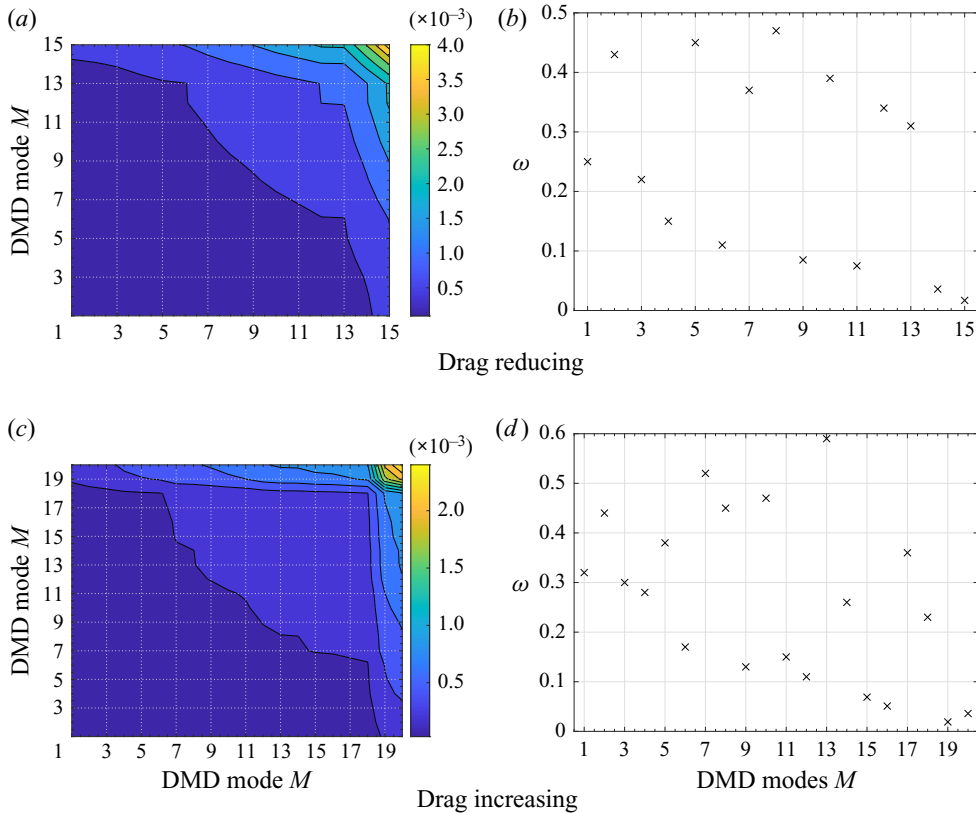 (a)
(×10⁻³)
15
13
11
9
7
5
3
DMD mode M
1 3 5 7 9 11 13 15
4.0
3.5
3.0
2.5
2.0
1.5
1.0
0.5
(b)
0.5
0.4
0.3
ω
0.2
0.1
0
1 3 5 7 9 11 13 15
Drag reducing
(c)
(×10⁻³)
19
17
15
13
11
9
7
5
3
DMD mode M
1 3 5 7 9 11 13 15 17 19
DMD mode M
2.0
1.5
1.0
0.5
(d)
0.6
0.5
0.4
0.3
ω
0.2
0.1
0
1 3 5 7 9 11 13 15 17 19
DMD modes M
Drag increasing